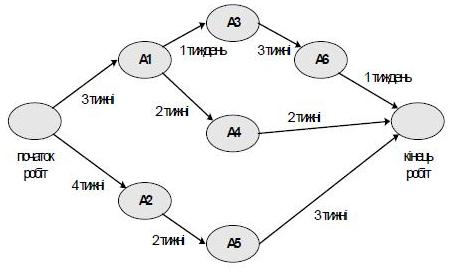 A3
1 тиждень
3 тижні
A1
A6
3 тижні
1 тиждень
2 тижні
2 тижні
A4
початок
робіт
кінець
робіт
4 тижні
A2
3 тижні
2 тижні
A5